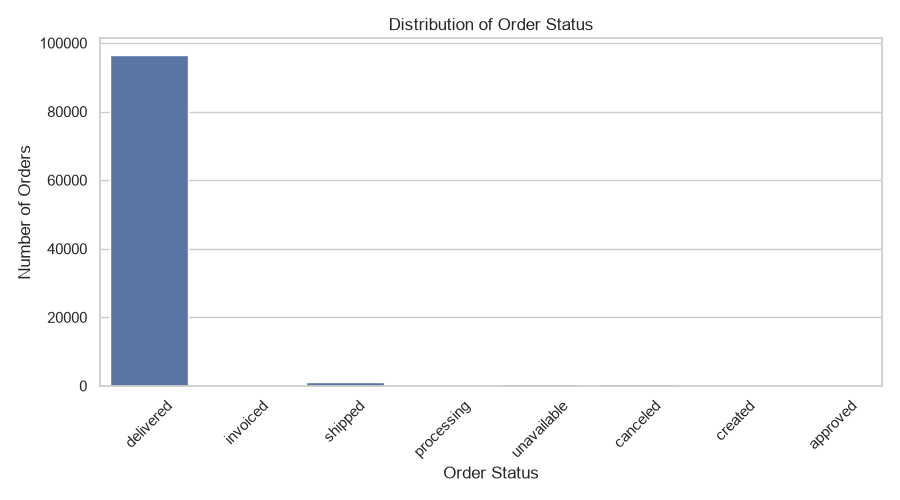 Distribution of Order Status
Number of Orders
100000
80000
60000
40000
20000
0
delivered
invoiced
shipped
processing
unavailable
canceled
created
approved
Order Status